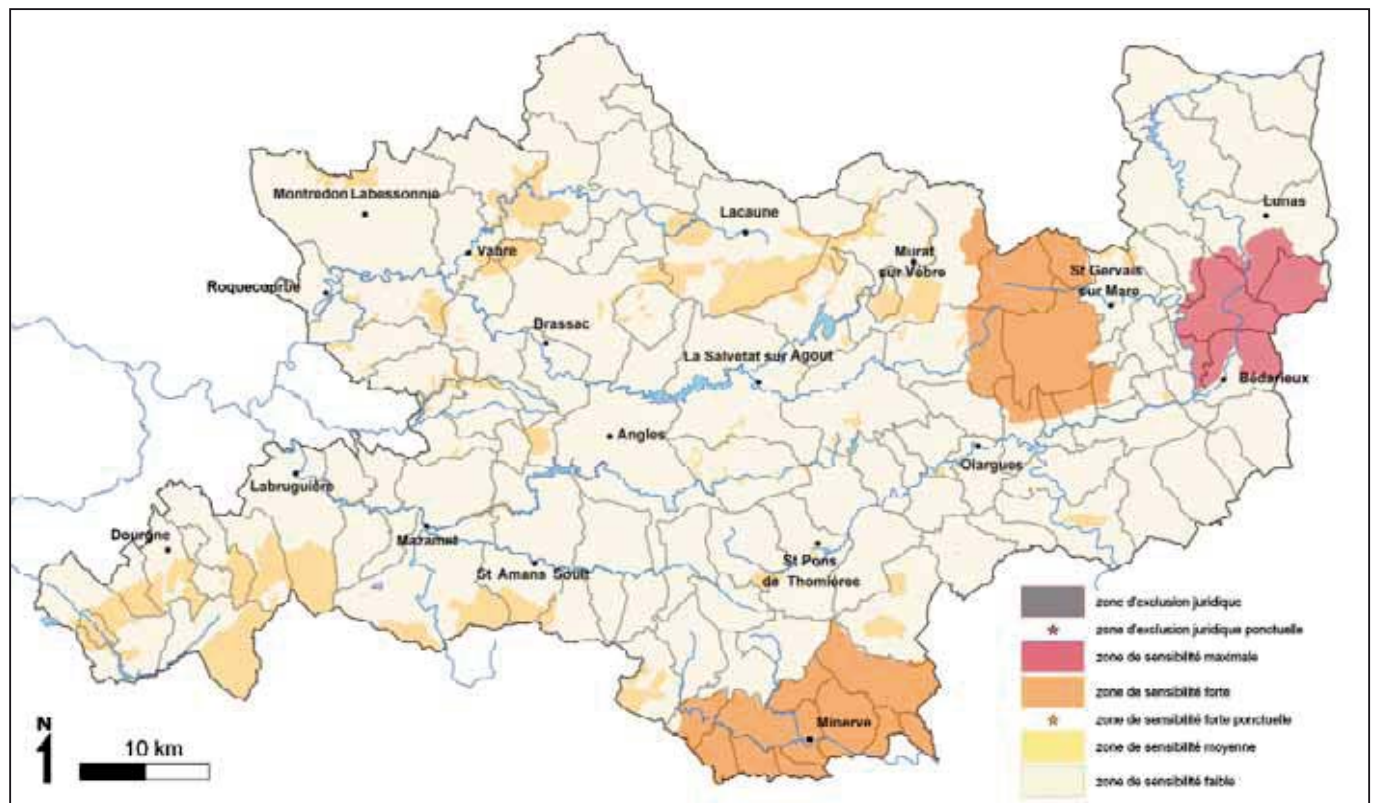 Montredon Labessonnié
Lacaune
Lunas
Vabre
Murat
sur Vèbre
St Gervais
sur Mare
Roquecourbe
Brassac
La Salvetat sur Agout
Bédarieux
Angles
Olargues
Labruguière
Dourgne
Mazamet
St Amans Soult
St Pons
de Thomières
Minerve
N
10 km
zone d'exclusion juridique
zone d'exclusion juridique ponctuelle
zone de sensibilité maximale
zone de sensibilité forte
zone de sensibilité forte ponctuelle
zone de sensibilité moyenne
zone de sensibilité faible